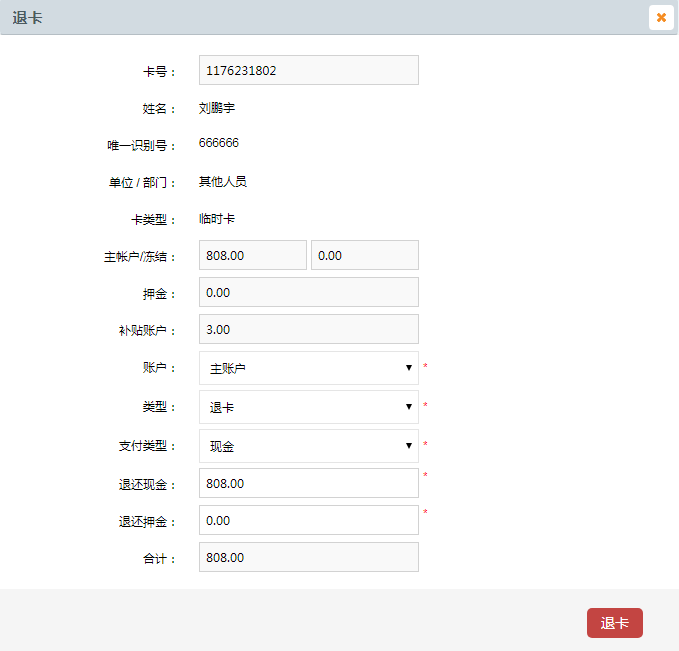 退卡
卡号： 1176231802
姓名： 刘鹏宇
唯一识别号： 666666
单位 / 部门： 其他人员
卡类型： 临时卡
主帐户/冻结： 808.00 0.00
押金： 0.00
补贴账户： 3.00
账户： 主账户 *
类型： 退卡 *
支付类型： 现金 *
退还现金： 808.00 *
退还押金： 0.00 *
合计： 808.00
退卡